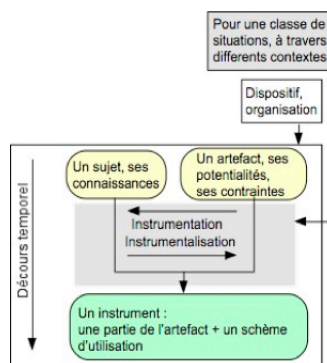 Pour une classe de
situations, à travers
differents contextes
Dispositif,
organisation
Un sujet, ses
connaissances
Un artefact, ses
potentialités,
ses contraintes
Décours temporel
Instrumentation
Instrumentalisation
Un instrument :
une partie de l'artefact + un schème
d'utilisation